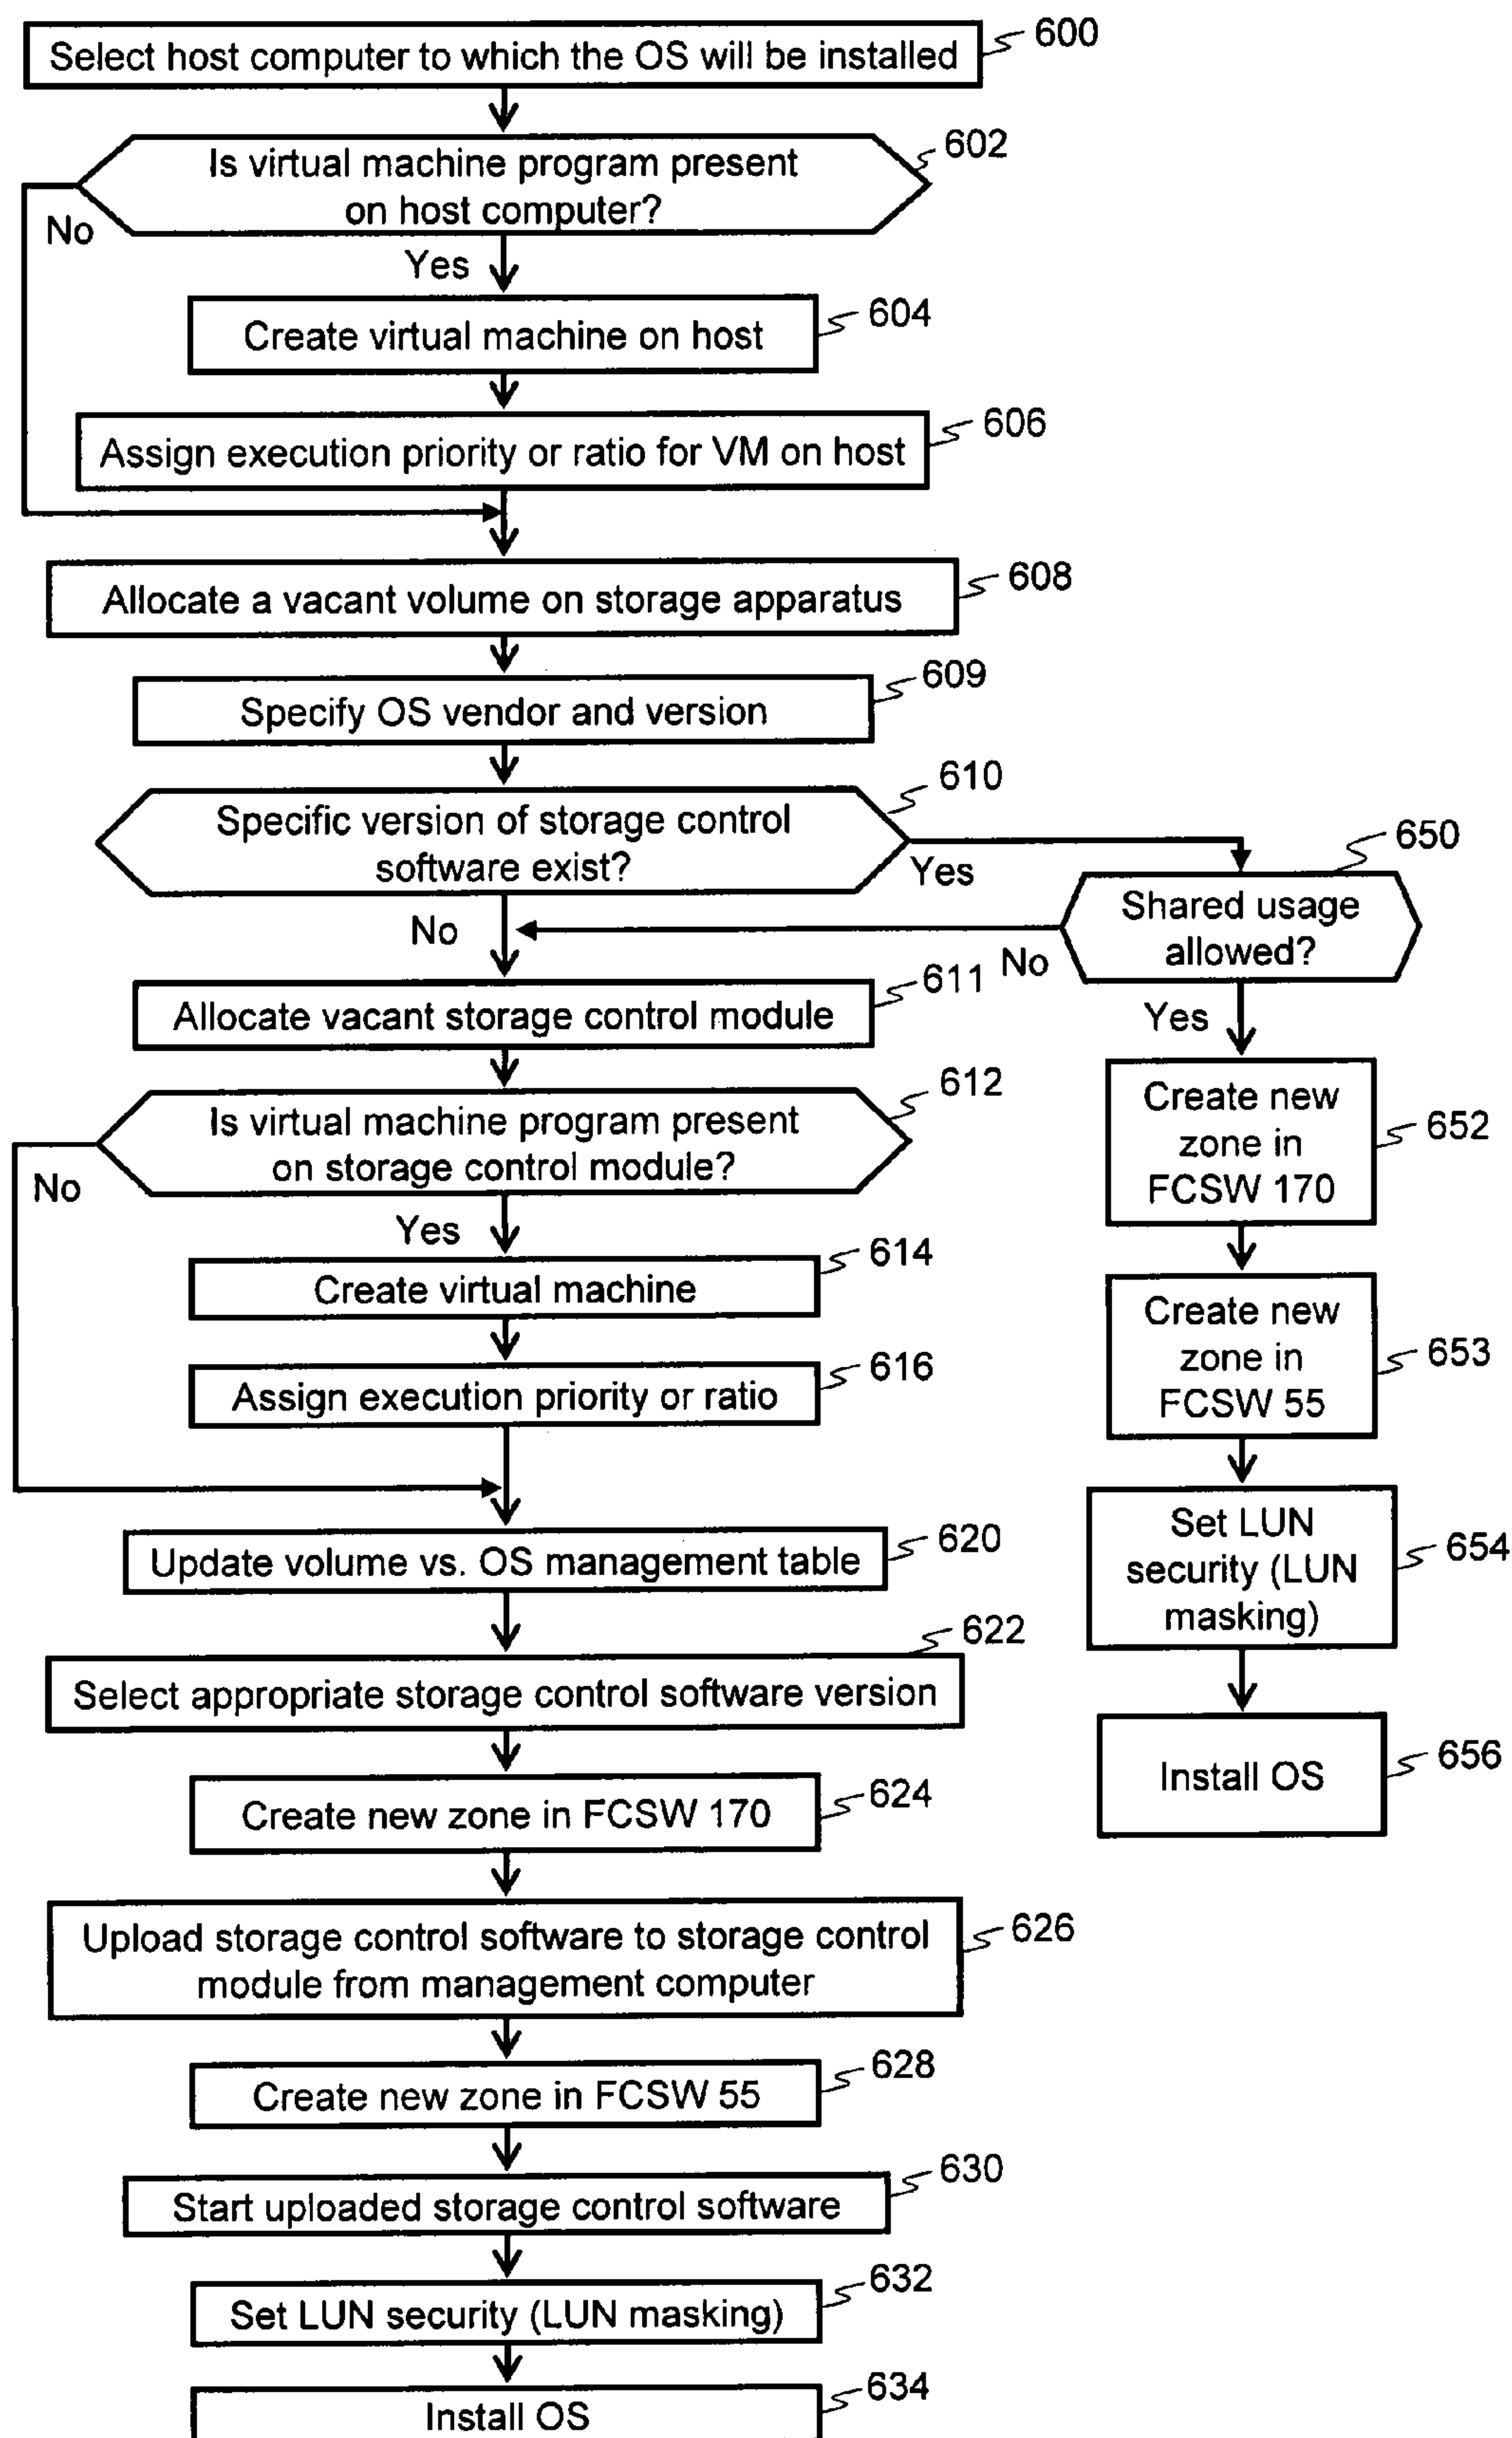 Select host computer to which the OS will be installed
600
Is virtual machine program present
on host computer?
602
No
Yes
Create virtual machine on host
604
Assign execution priority or ratio for VM on host
606
Allocate a vacant volume on storage apparatus
608
Specify OS vendor and version
609
Specific version of storage control
software exist?
610
Yes
No
Shared usage
allowed?
650
No
Yes
Allocate vacant storage control module
611
Is virtual machine program present
on storage control module?
612
No
Yes
Create virtual machine
614
Assign execution priority or ratio
616
Update volume vs. OS management table
620
Select appropriate storage control software version
622
Create new zone in FCSW 170
624
Upload storage control software to storage control
module from management computer
626
Create new zone in FCSW 55
628
Start uploaded storage control software
630
Set LUN security (LUN masking)
632
Install OS
634
Create new
zone in
FCSW 170
652
Create new
zone in
FCSW 55
653
Set LUN
security (LUN
masking)
654
Install OS
656